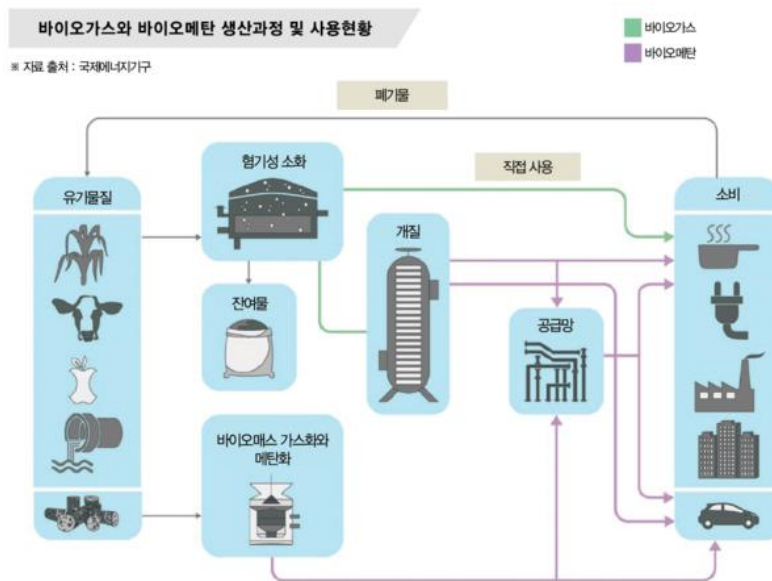 바이오가스와 바이오메탄 생산과정 및 사용현황
바이오가스
바이오메탄
※ 자료 출처 : 국제에너지기구
폐기물
유기물질
혐기성 소화
직접 사용
소비
개질
잔여물
공급망
바이오매스 가스화와
메탄화